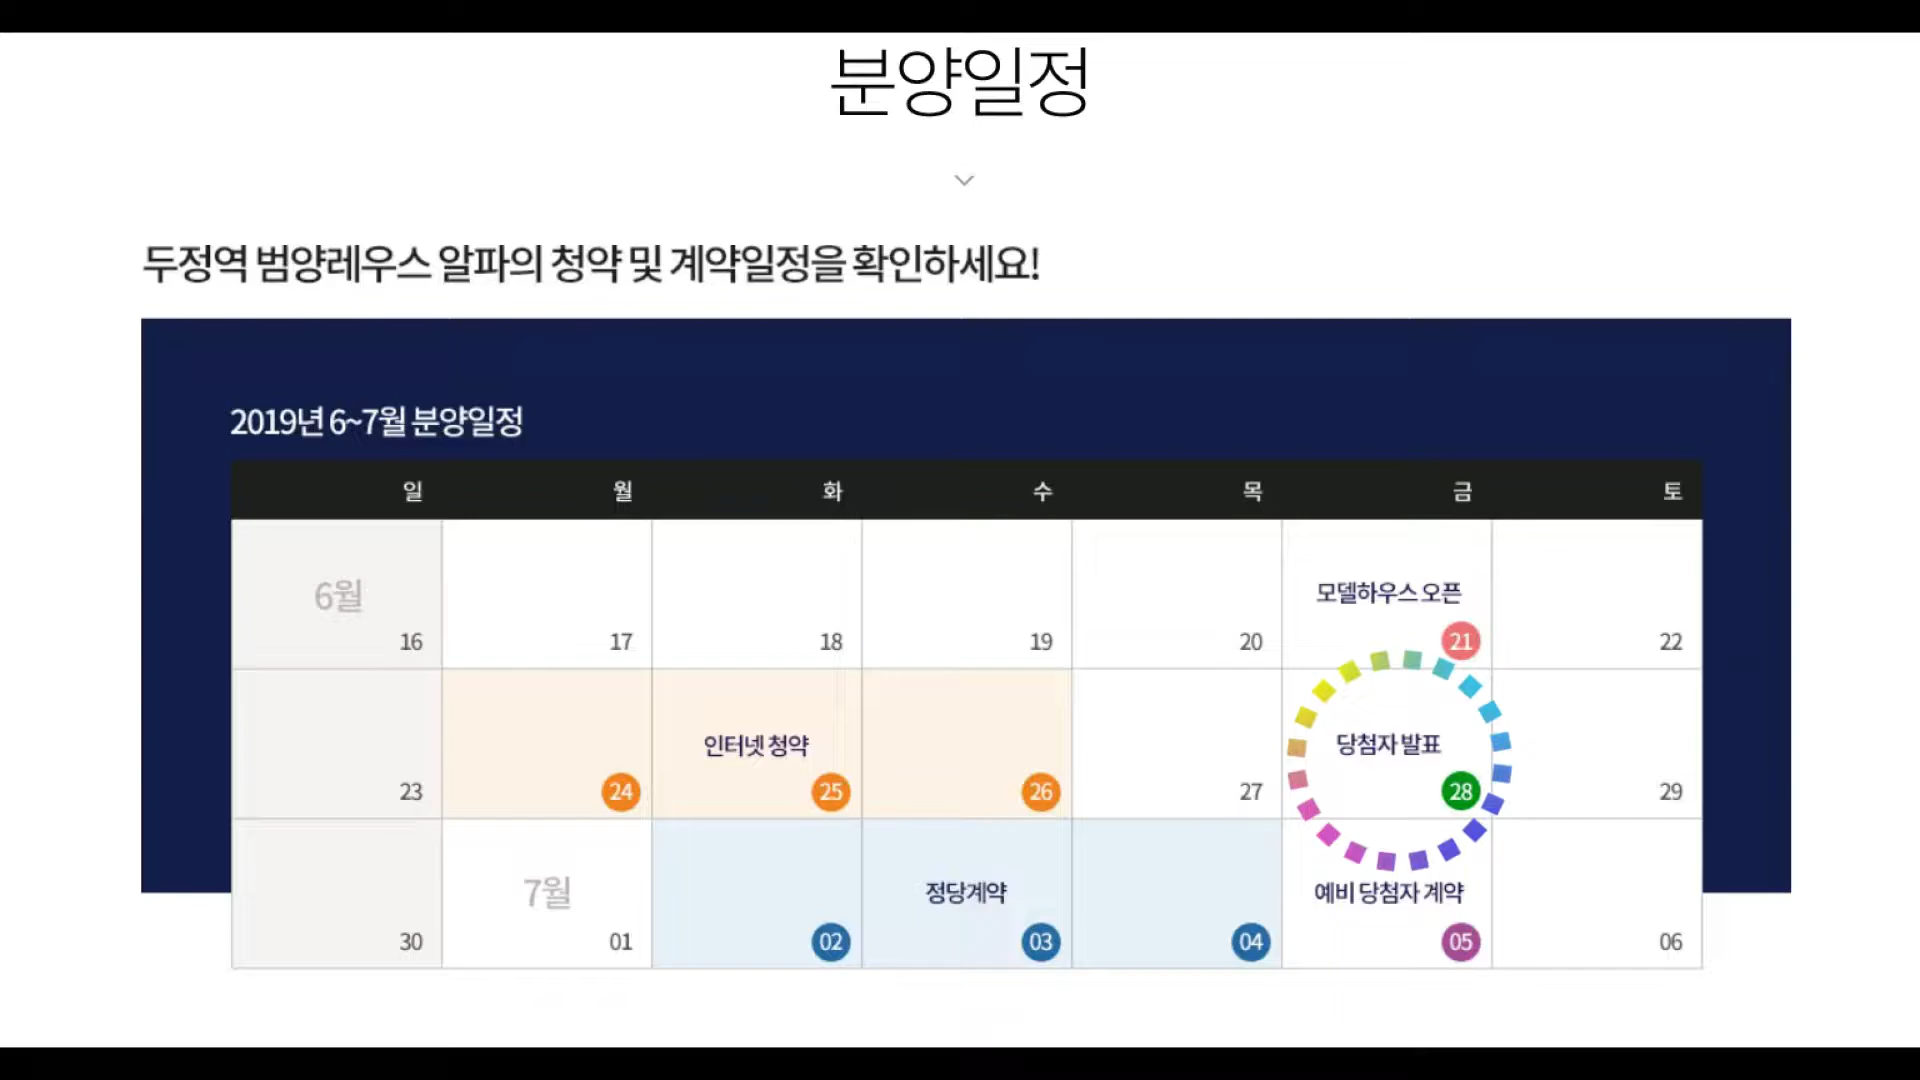 분양일정
두정역 범양레우스 알파의 청약 및 계약일정을 확인하세요!
2019년 6~7월 분양일정
일 월 화 수 목 금 토
6월 모델하우스 오픈
16 17 18 19 20 21 22
인터넷 청약 당첨자 발표
23 24 25 26 27 28 29
7월 정당계약 예비 당첨자 계약
30 01 02 03 04 05 06